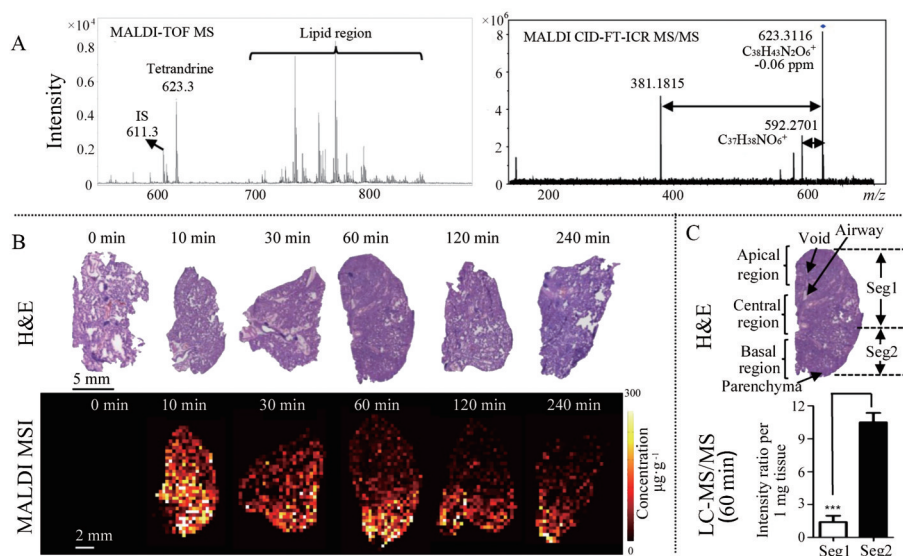 A
×10⁴
0.8
0.6
0.4
0.2
0
Intensity
MALDI-TOF MS
Lipid region
Tetrandrine
623.3
IS
611.3
600
700
800
×10⁶
8
6
4
2
0
MALDI CID-FT-ICR MS/MS
623.3116
C₃₈H₄₃N₂O₆⁺
-0.06 ppm
381.1815
592.2701
C₃₇H₃₈NO₆⁺
200
400
600
m/z
B
0 min
10 min
30 min
60 min
120 min
240 min
H&E
5 mm
0 min
10 min
30 min
60 min
120 min
240 min
MALDI MSI
2 mm
300
Concentration
µg g⁻¹
0
C
Void
Airway
Apical
region
Central
region
Basal
region
Parenchyma
Seg1
Seg2
H&E
LC-MS/MS
(60 min)
Intensity ratio per
1 mg tissue
12
9
6
3
0
***
Seg1
Seg2